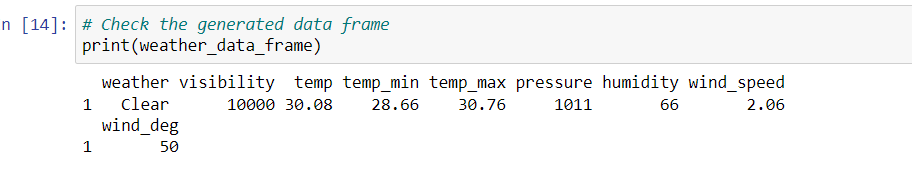 n [14]: # Check the generated data frame
print(weather_data_frame)
weather visibility temp temp_min temp_max pressure humidity wind_speed
1 Clear 10000 30.08 28.66 30.76 1011 66 2.06
wind_deg
1 50